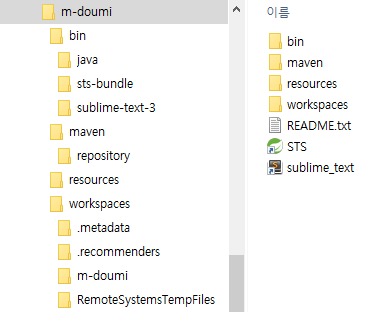 m-doumi
bin
java
sts-bundle
sublime-text-3
maven
repository
resources
workspaces
.metadata
.recommenders
m-doumi
RemoteSystemsTempFiles
이름
bin
maven
resources
workspaces
README.txt
STS
sublime_text